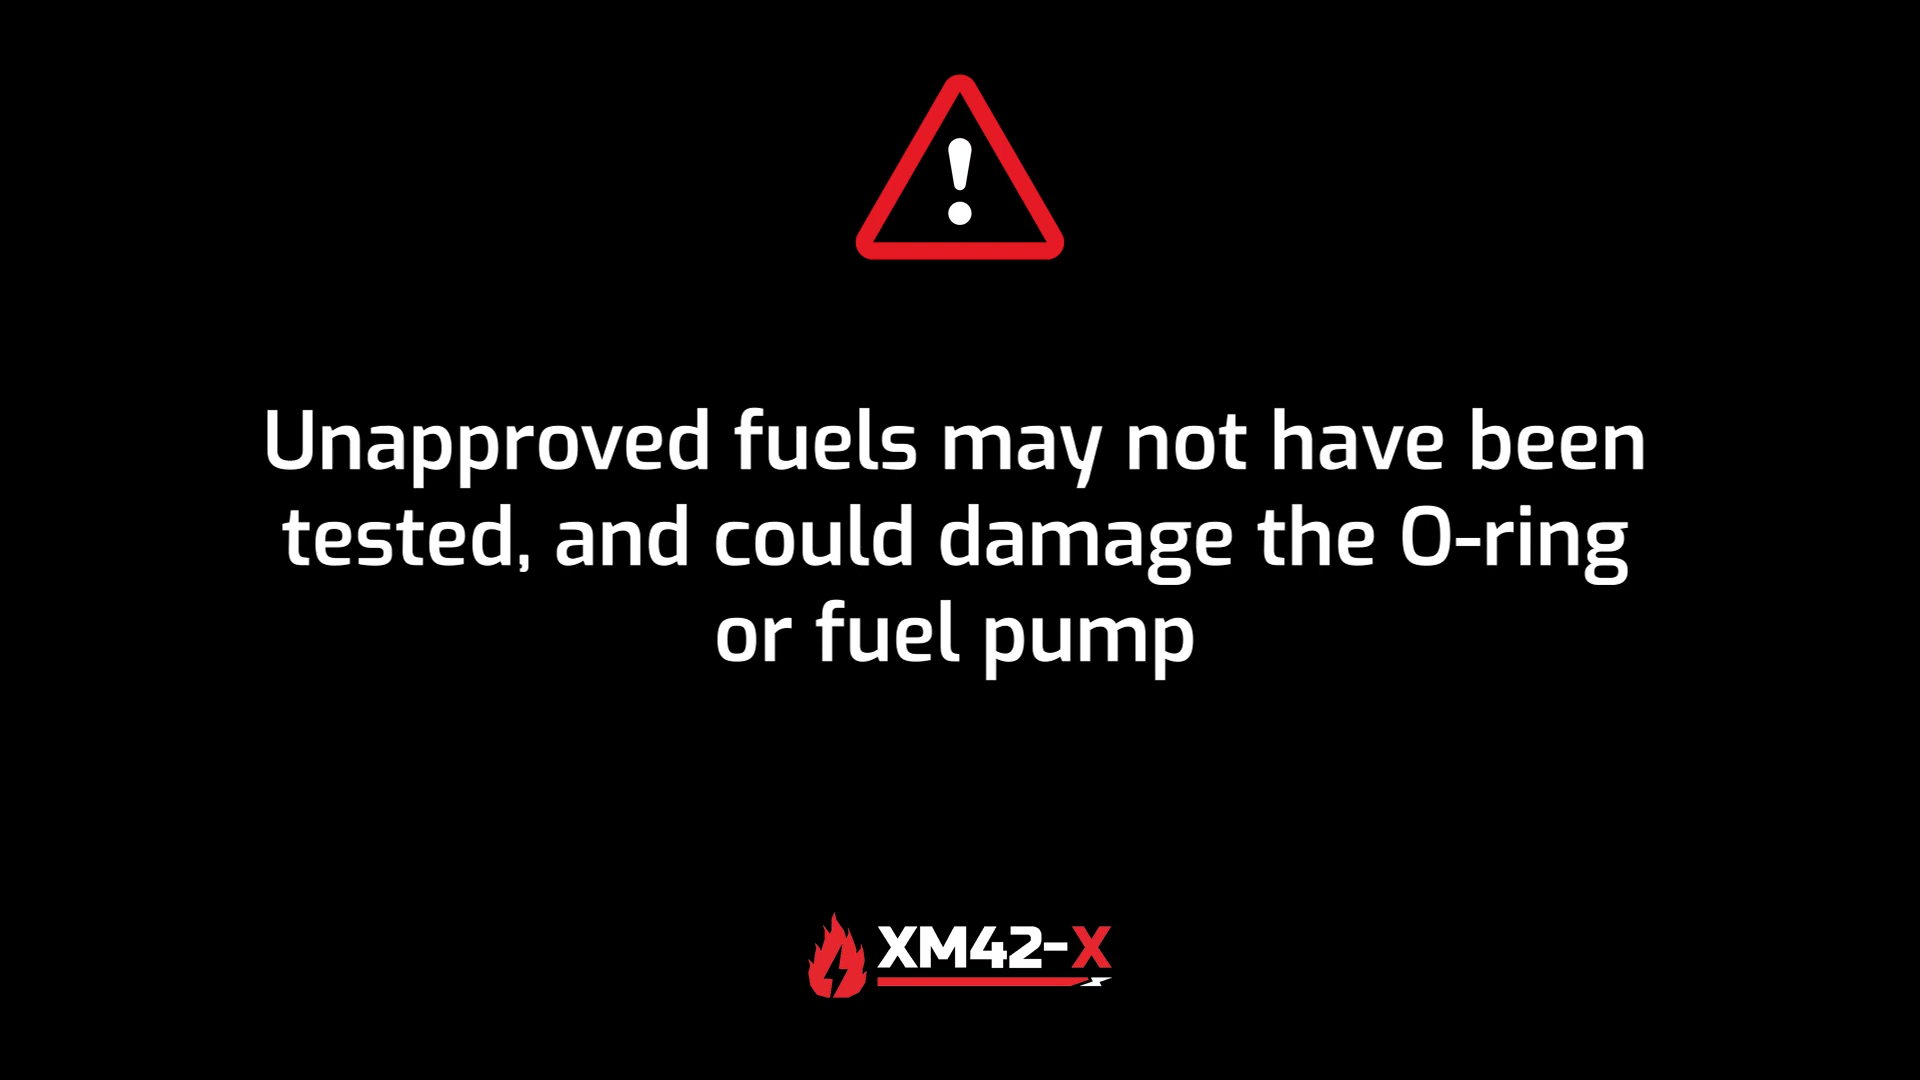 Unapproved fuels may not have been
tested, and could damage the O-ring
or fuel pump
XM42-X